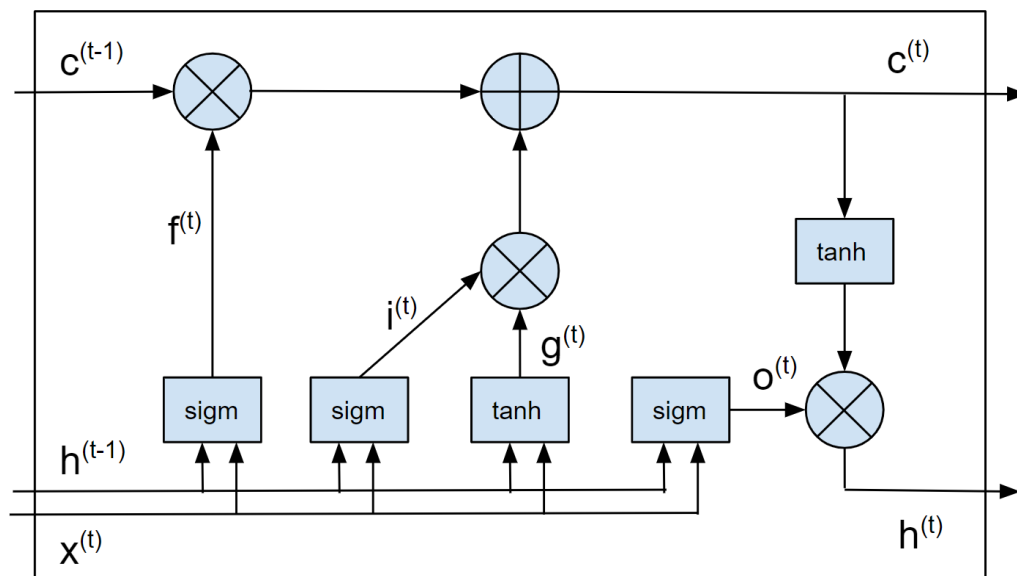 c^(t-1)
c^(t)
f^(t)
tanh
i^(t)
g^(t)
o^(t)
sigm
sigm
tanh
sigm
h^(t-1)
x^(t)
h^(t)